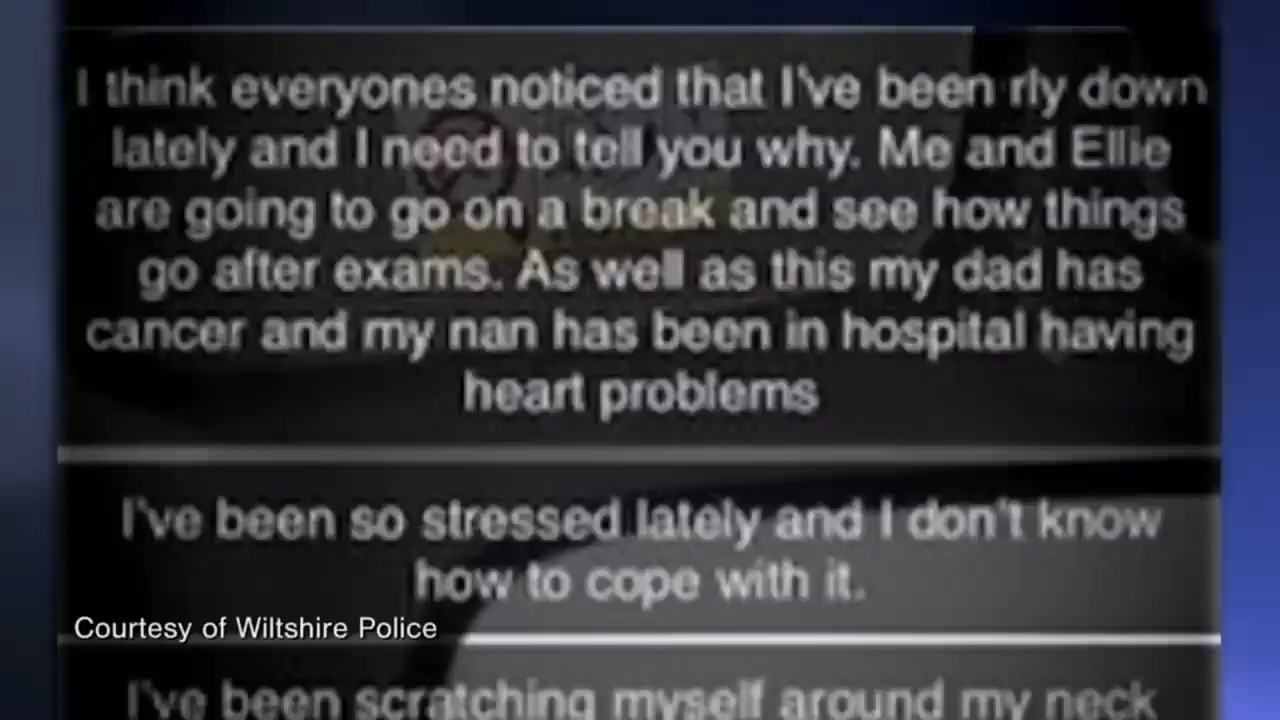 I think everyones noticed that I've been rly down
lately and I need to tell you why. Me and Ellie
are going to go on a break and see how things
go after exams. As well as this my dad has
cancer and my nan has been in hospital having
heart problems
I've been so stressed lately and I don't know
how to cope with it.
Courtesy of Wiltshire Police
I've been scratching myself around my neck